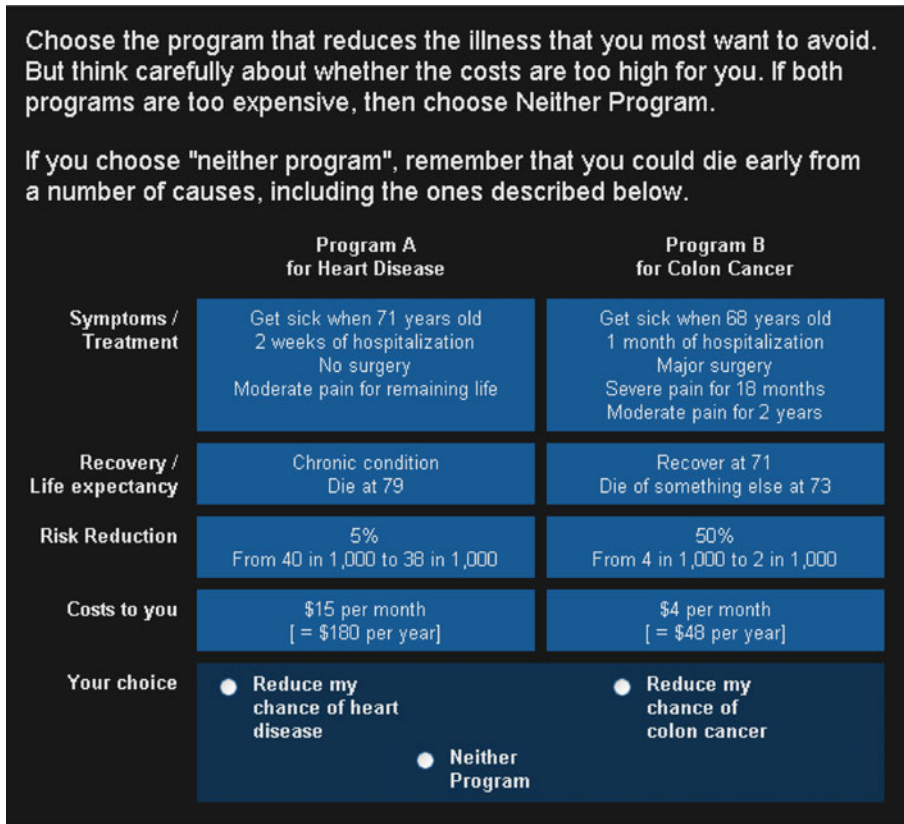 Choose the program that reduces the illness that you most want to avoid.
But think carefully about whether the costs are too high for you. If both
programs are too expensive, then choose Neither Program.
If you choose "neither program", remember that you could die early from
a number of causes, including the ones described below.
Program A
for Heart Disease
Program B
for Colon Cancer
Symptoms /
Treatment
Get sick when 71 years old
2 weeks of hospitalization
No surgery
Moderate pain for remaining life
Get sick when 68 years old
1 month of hospitalization
Major surgery
Severe pain for 18 months
Moderate pain for 2 years
Recovery /
Life expectancy
Chronic condition
Die at 79
Recover at 71
Die of something else at 73
Risk Reduction
5%
From 40 in 1,000 to 38 in 1,000
50%
From 4 in 1,000 to 2 in 1,000
Costs to you
$15 per month
[ = $180 per year]
$4 per month
[ = $48 per year]
Your choice
Reduce my
chance of heart
disease
Reduce my
chance of
colon cancer
Neither
Program